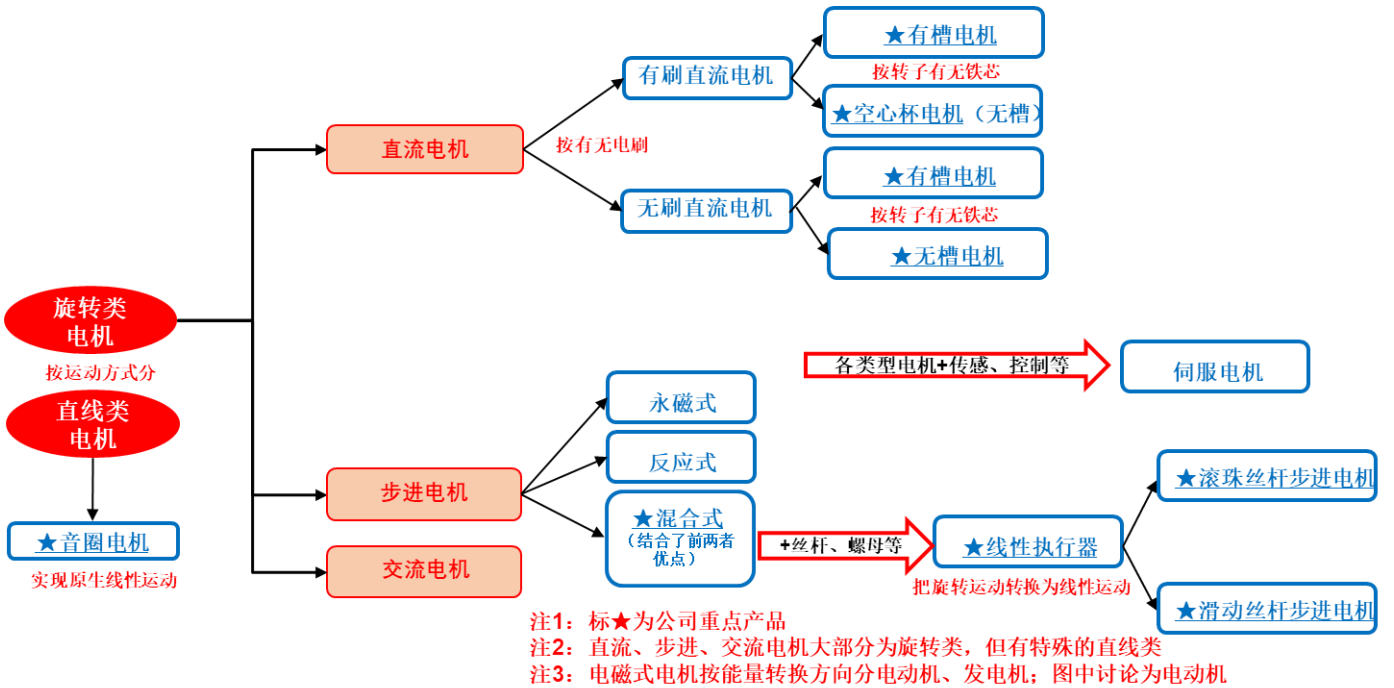 ★有槽电机
按转子有无铁芯
★空心杯电机（无槽）
有刷直流电机
直流电机
按有无电刷
无刷直流电机
★有槽电机
按转子有无铁芯
★无槽电机
旋转类
电机
按运动方式分
直线类
电机
★音圈电机
实现原生线性运动
各类型电机+传感、控制等
伺服电机
步进电机
交流电机
永磁式
反应式
★混合式
（结合了前两者
优点）
+丝杆、螺母等
★线性执行器
把旋转运动转换为线性运动
★滚珠丝杆步进电机
★滑动丝杆步进电机
注1：标★为公司重点产品
注2：直流、步进、交流电机大部分为旋转类，但有特殊的直线类
注3：电磁式电机按能量转换方向分电动机、发电机；图中讨论为电动机